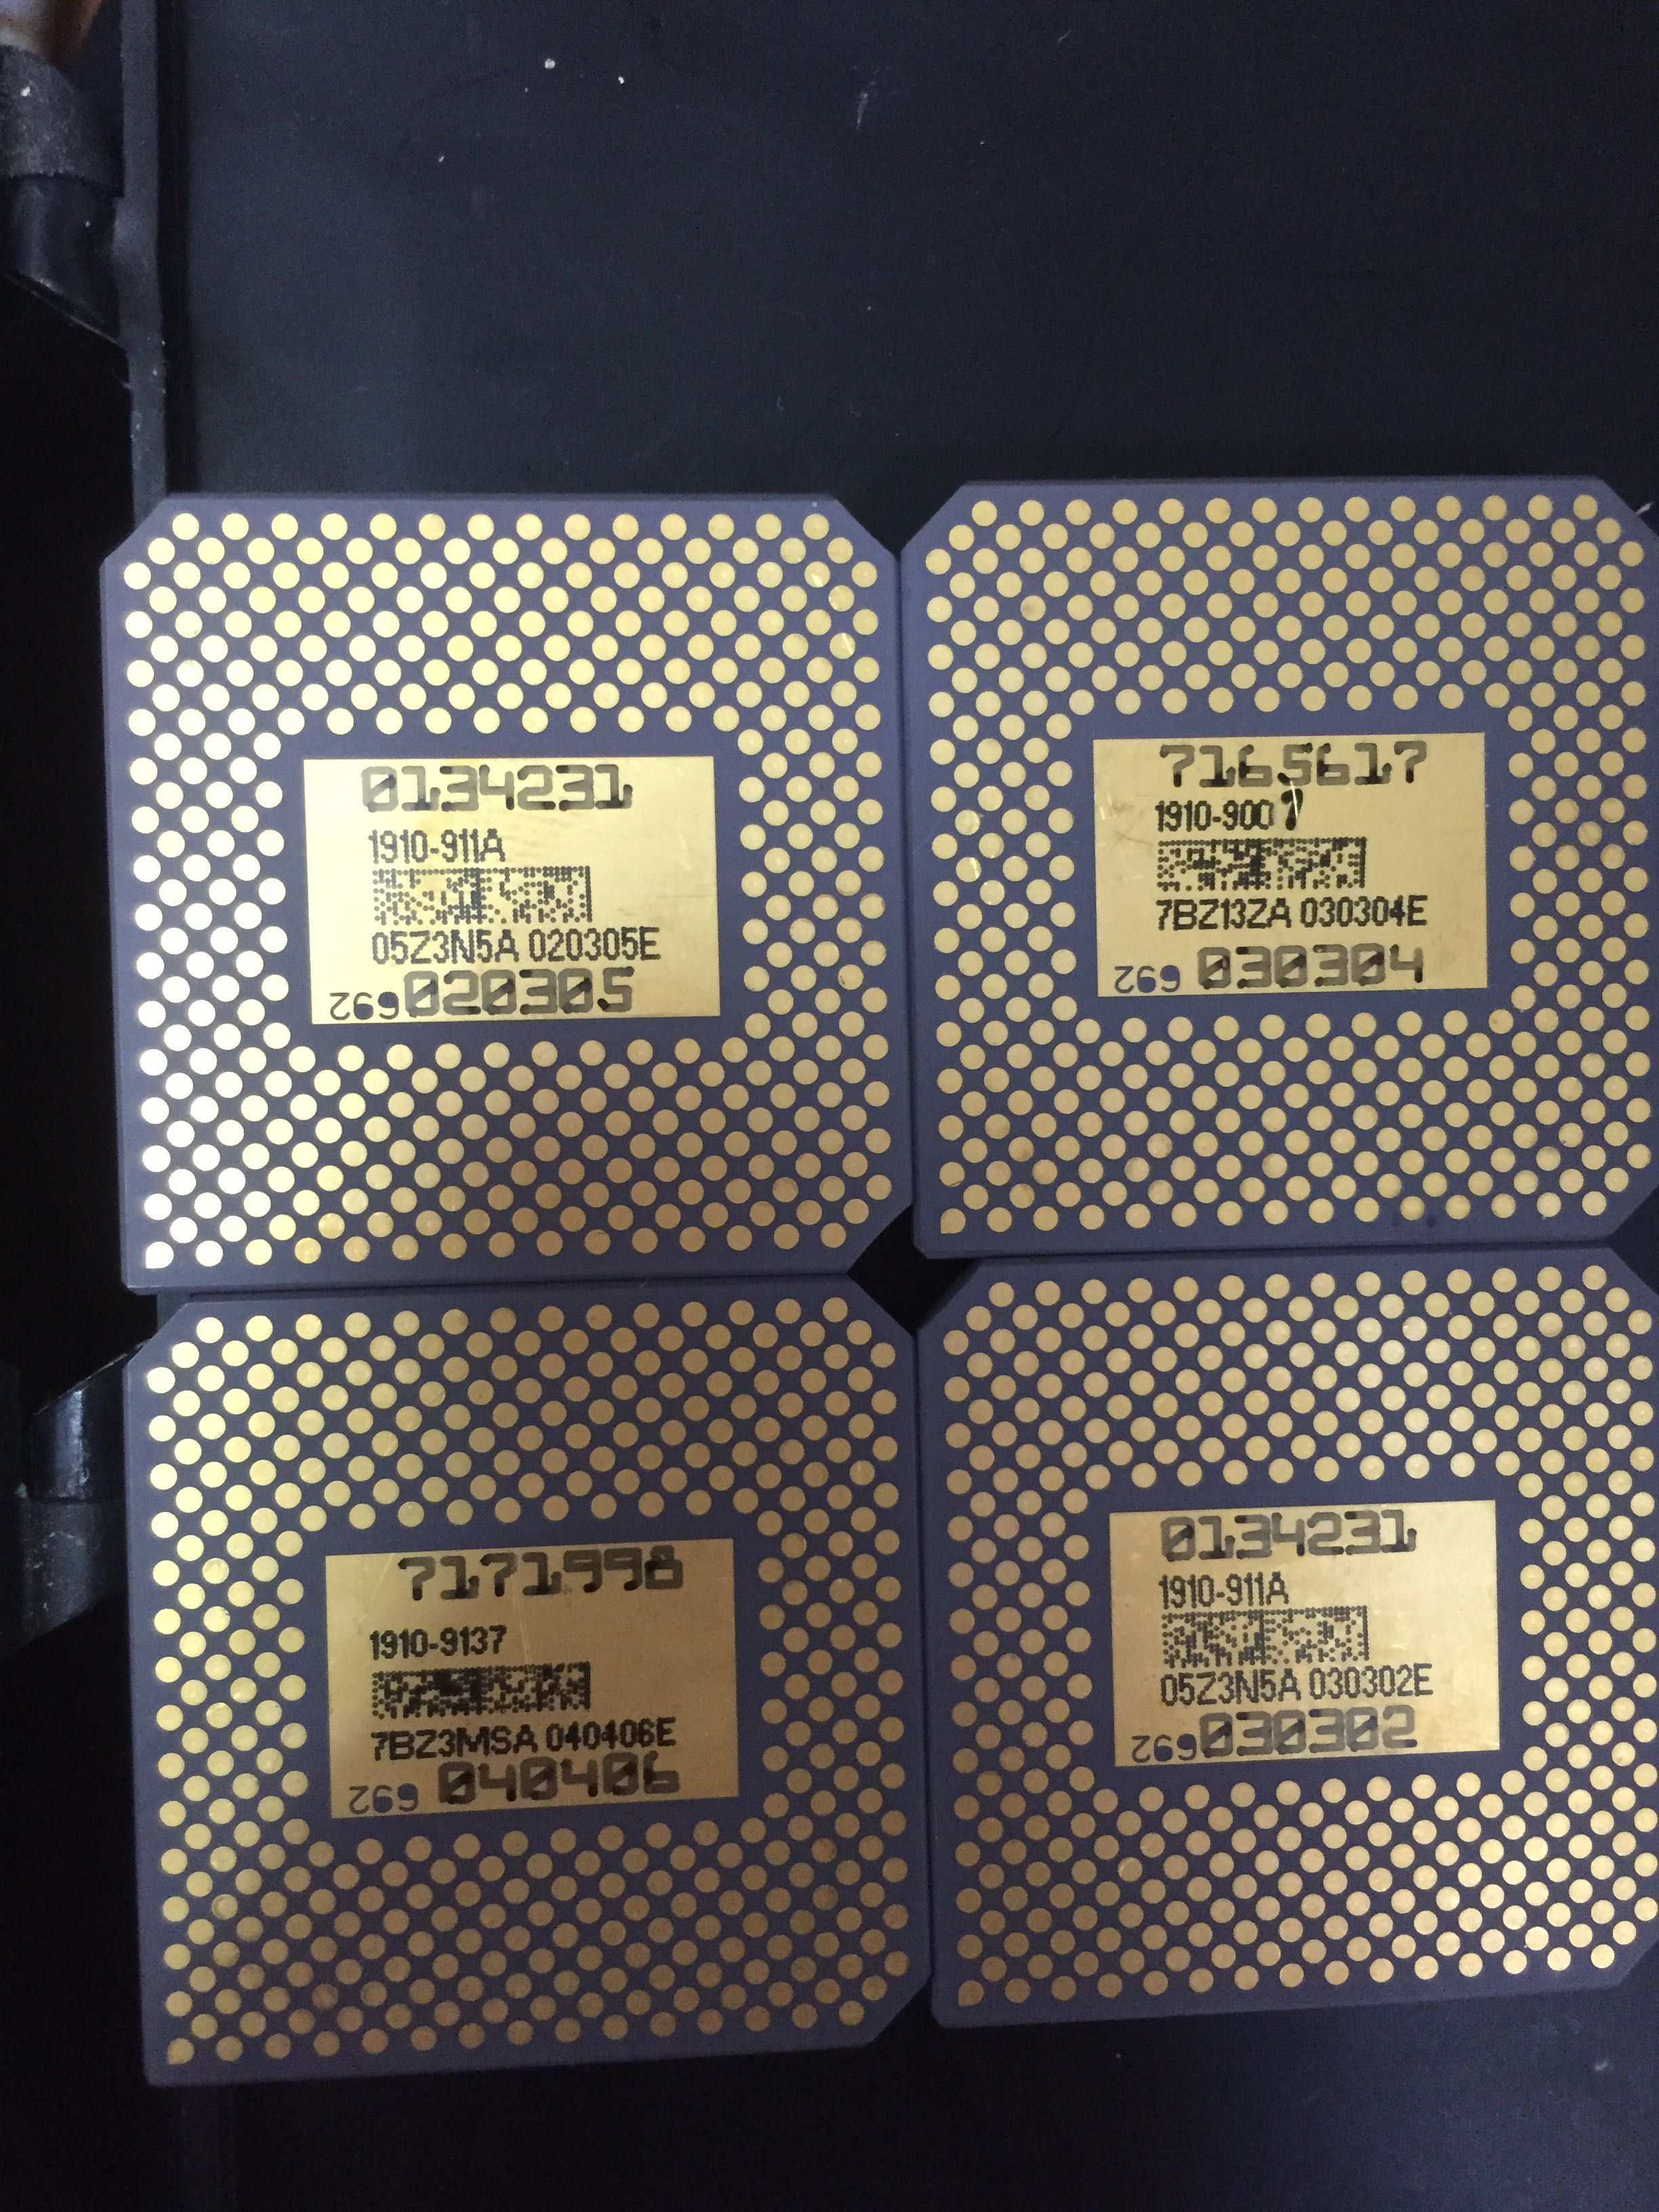 0134231
1910-911A
05Z3N5A 020305E
692 020305
7165617
1910-900
7BZ13ZA 030304E
692 030304
7171998
1910-9137
7BZ3MSA 040406E
692 040406
0134231
1910-911A
05Z3N5A 030302E
692 030302